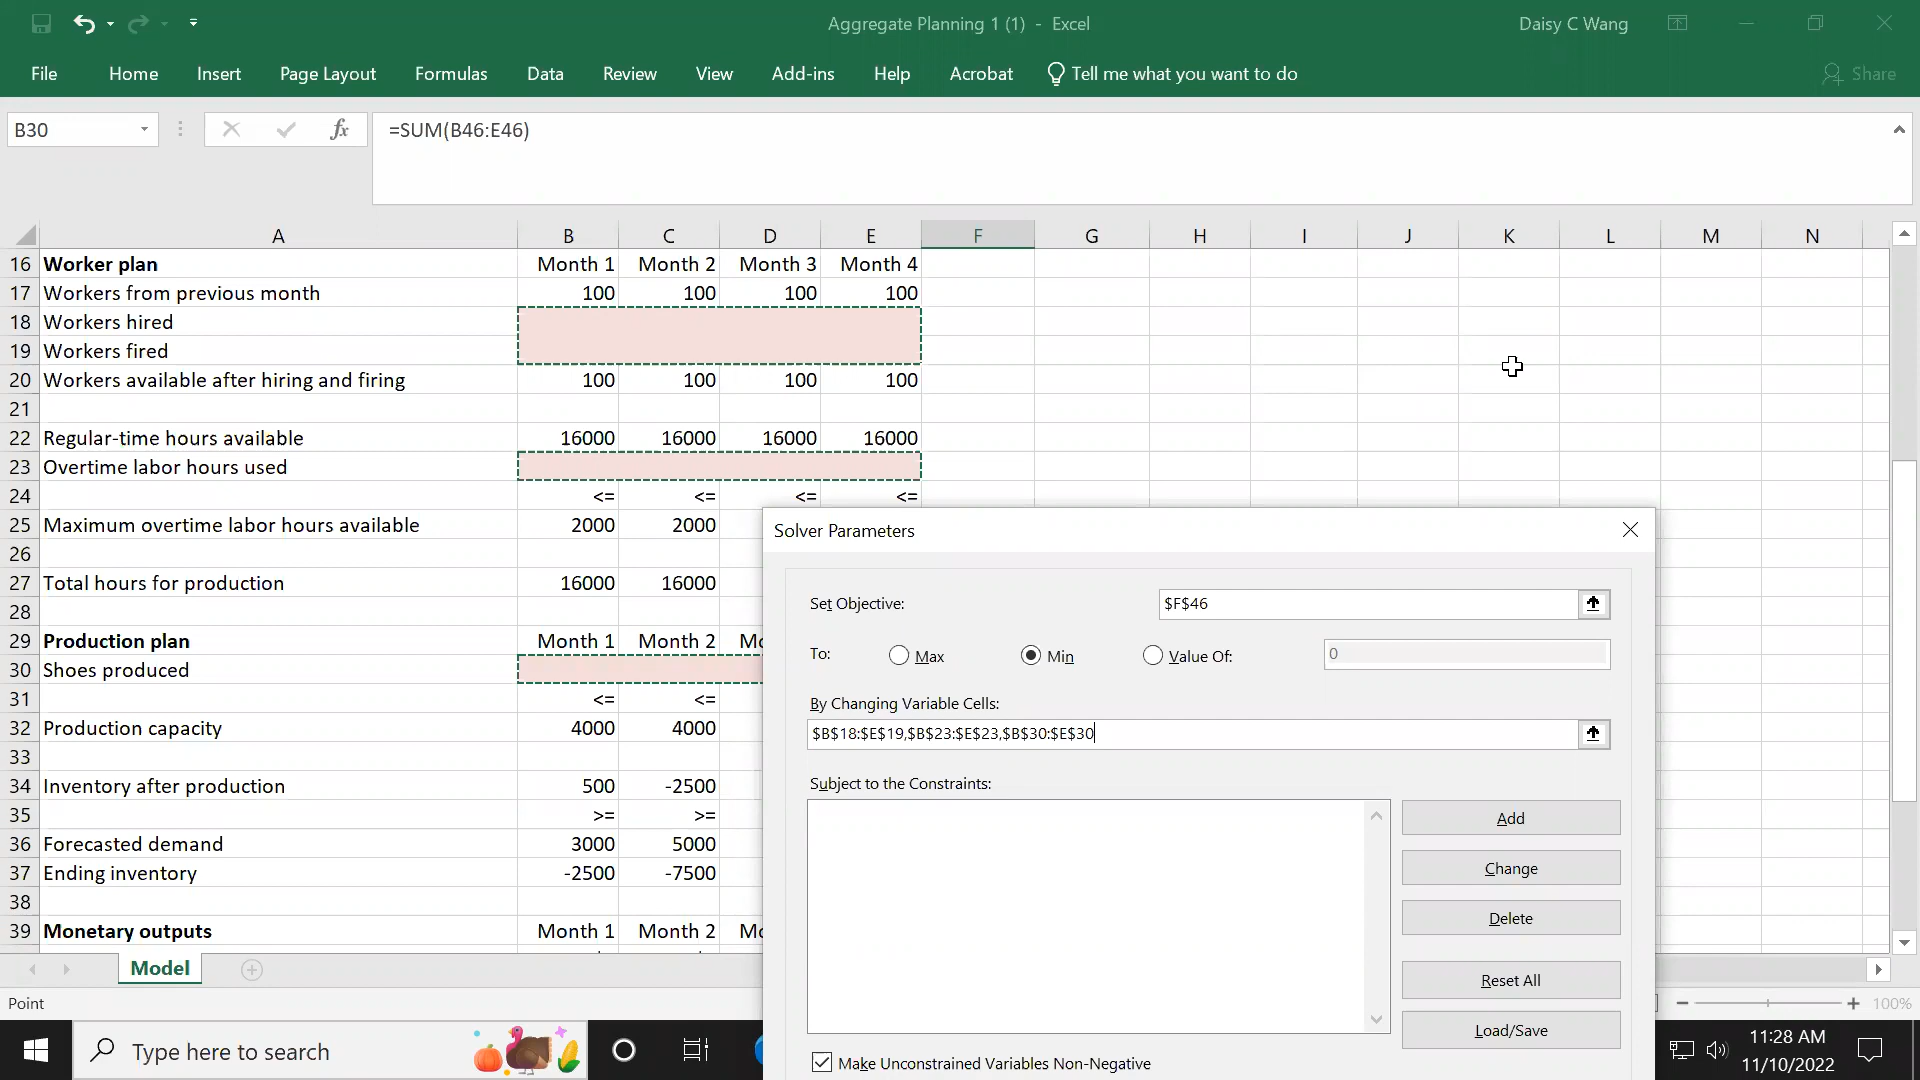 Aggregate Planning 1 (1) - Excel
Daisy C Wang
File Home Insert Page Layout Formulas Data Review View Add-ins Help Acrobat Tell me what you want to do Share
B30 fx =SUM(B46:E46)
A B C D E F G H I J K L M N
16 Worker plan Month 1 Month 2 Month 3 Month 4
17 Workers from previous month 100 100 100 100
18 Workers hired
19 Workers fired
20 Workers available after hiring and firing 100 100 100 100
21
22 Regular-time hours available 16000 16000 16000 16000
23 Overtime labor hours used
24 <= <= <= <=
25 Maximum overtime labor hours available 2000 2000
26
27 Total hours for production 16000 16000
28
29 Production plan Month 1 Month 2
30 Shoes produced
31 <= <=
32 Production capacity 4000 4000
33
34 Inventory after production 500 -2500
35 >= >=
36 Forecasted demand 3000 5000
37 Ending inventory -2500 -7500
38
39 Monetary outputs Month 1 Month 2
Solver Parameters
Set Objective: $F$46
To: Max Min Value Of: 0
By Changing Variable Cells:
$B$18:$E$19,$B$23:$E$23,$B$30:$E$30
Subject to the Constraints:
Add
Change
Delete
Reset All
Load/Save
Make Unconstrained Variables Non-Negative
Model
Point
100%
Type here to search
11:28 AM
11/10/2022